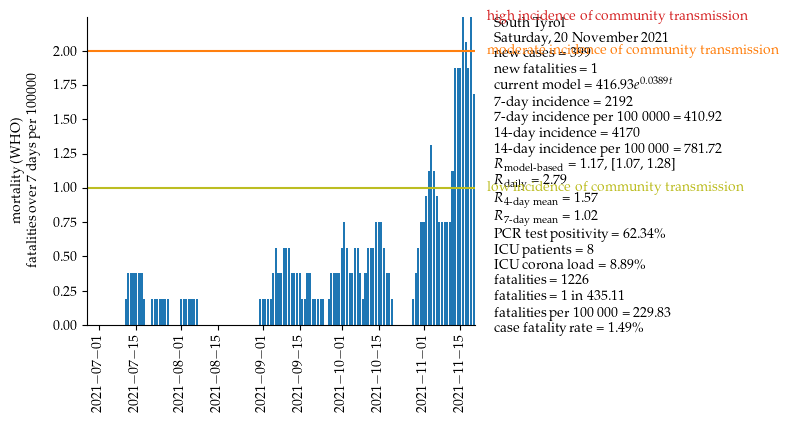 high incidence of community transmission
South Tyrol
Saturday, 20 November 2021
moderate incidence of community transmission
new cases = 399
new fatalities = 1
current model = 416.93e^0.0389t
7-day incidence = 2192
7-day incidence per 100 0000 = 410.92
14-day incidence = 4170
14-day incidence per 100 000 = 781.72
R_model-based = 1.17, [1.07, 1.28]
R_daily = 2.79
low incidence of community transmission
R_4-day mean = 1.57
R_7-day mean = 1.02
PCR test positivity = 62.34%
ICU patients = 8
ICU corona load = 8.89%
fatalities = 1226
fatalities = 1 in 435.11
fatalities per 100 000 = 229.83
case fatality rate = 1.49%
mortality (WHO)
fatalities over 7 days per 100000
2.00
1.75
1.50
1.25
1.00
0.75
0.50
0.25
0.00
2021−07−01
2021−07−15
2021−08−01
2021−08−15
2021−09−01
2021−09−15
2021−10−01
2021−10−15
2021−11−01
2021−11−15